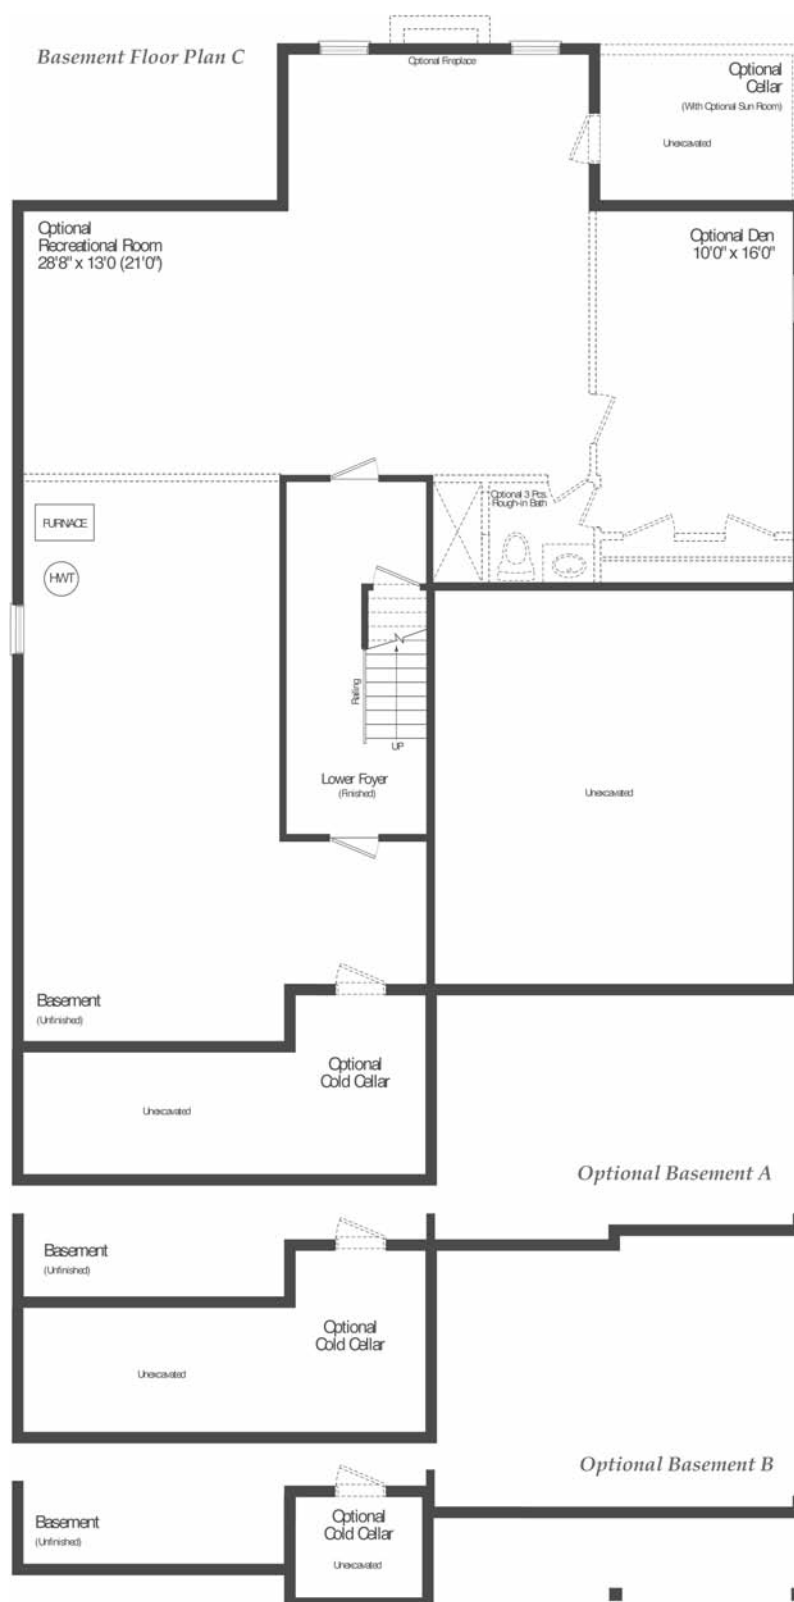 Basement Floor Plan C
Optional Fireplace
Optional
Cellar
(With Optional Sun Room)
Unexcavated
Optional
Recreational Room
28'8" x 13'0 (21'0")
Optional Den
10'0" x 16'0"
FURNACE
HWT
Optional 3 Pcs.
Rough-in Bath
Railing
UP
Lower Foyer
(Finished)
Unexcavated
Basement
(Unfinished)
Optional
Cold Cellar
Unexcavated
Optional Basement A
Basement
(Unfinished)
Optional
Cold Cellar
Unexcavated
Optional Basement B
Basement
(Unfinished)
Optional
Cold Cellar
Unexcavated